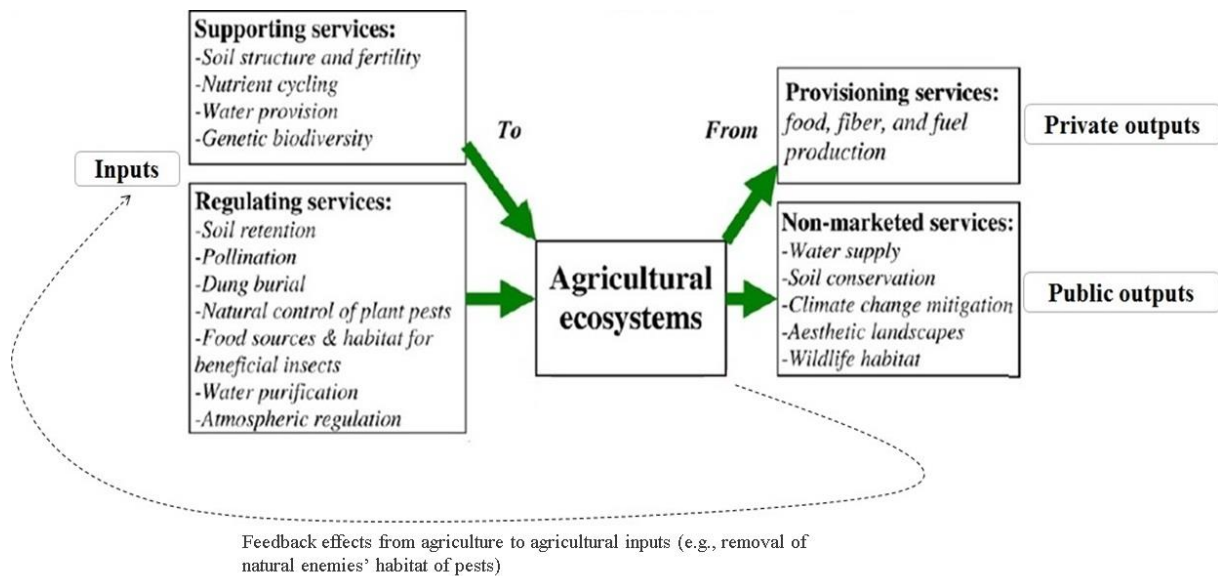 Supporting services:
-Soil structure and fertility
-Nutrient cycling
-Water provision
-Genetic biodiversity
Inputs
Regulating services:
-Soil retention
-Pollination
-Dung burial
-Natural control of plant pests
-Food sources & habitat for
beneficial insects
-Water purification
-Atmospheric regulation
To
From
Agricultural
ecosystems
Provisioning services:
food, fiber, and fuel
production
Private outputs
Non-marketed services:
-Water supply
-Soil conservation
-Climate change mitigation
-Aesthetic landscapes
-Wildlife habitat
Public outputs
Feedback effects from agriculture to agricultural inputs (e.g., removal of
natural enemies’ habitat of pests)